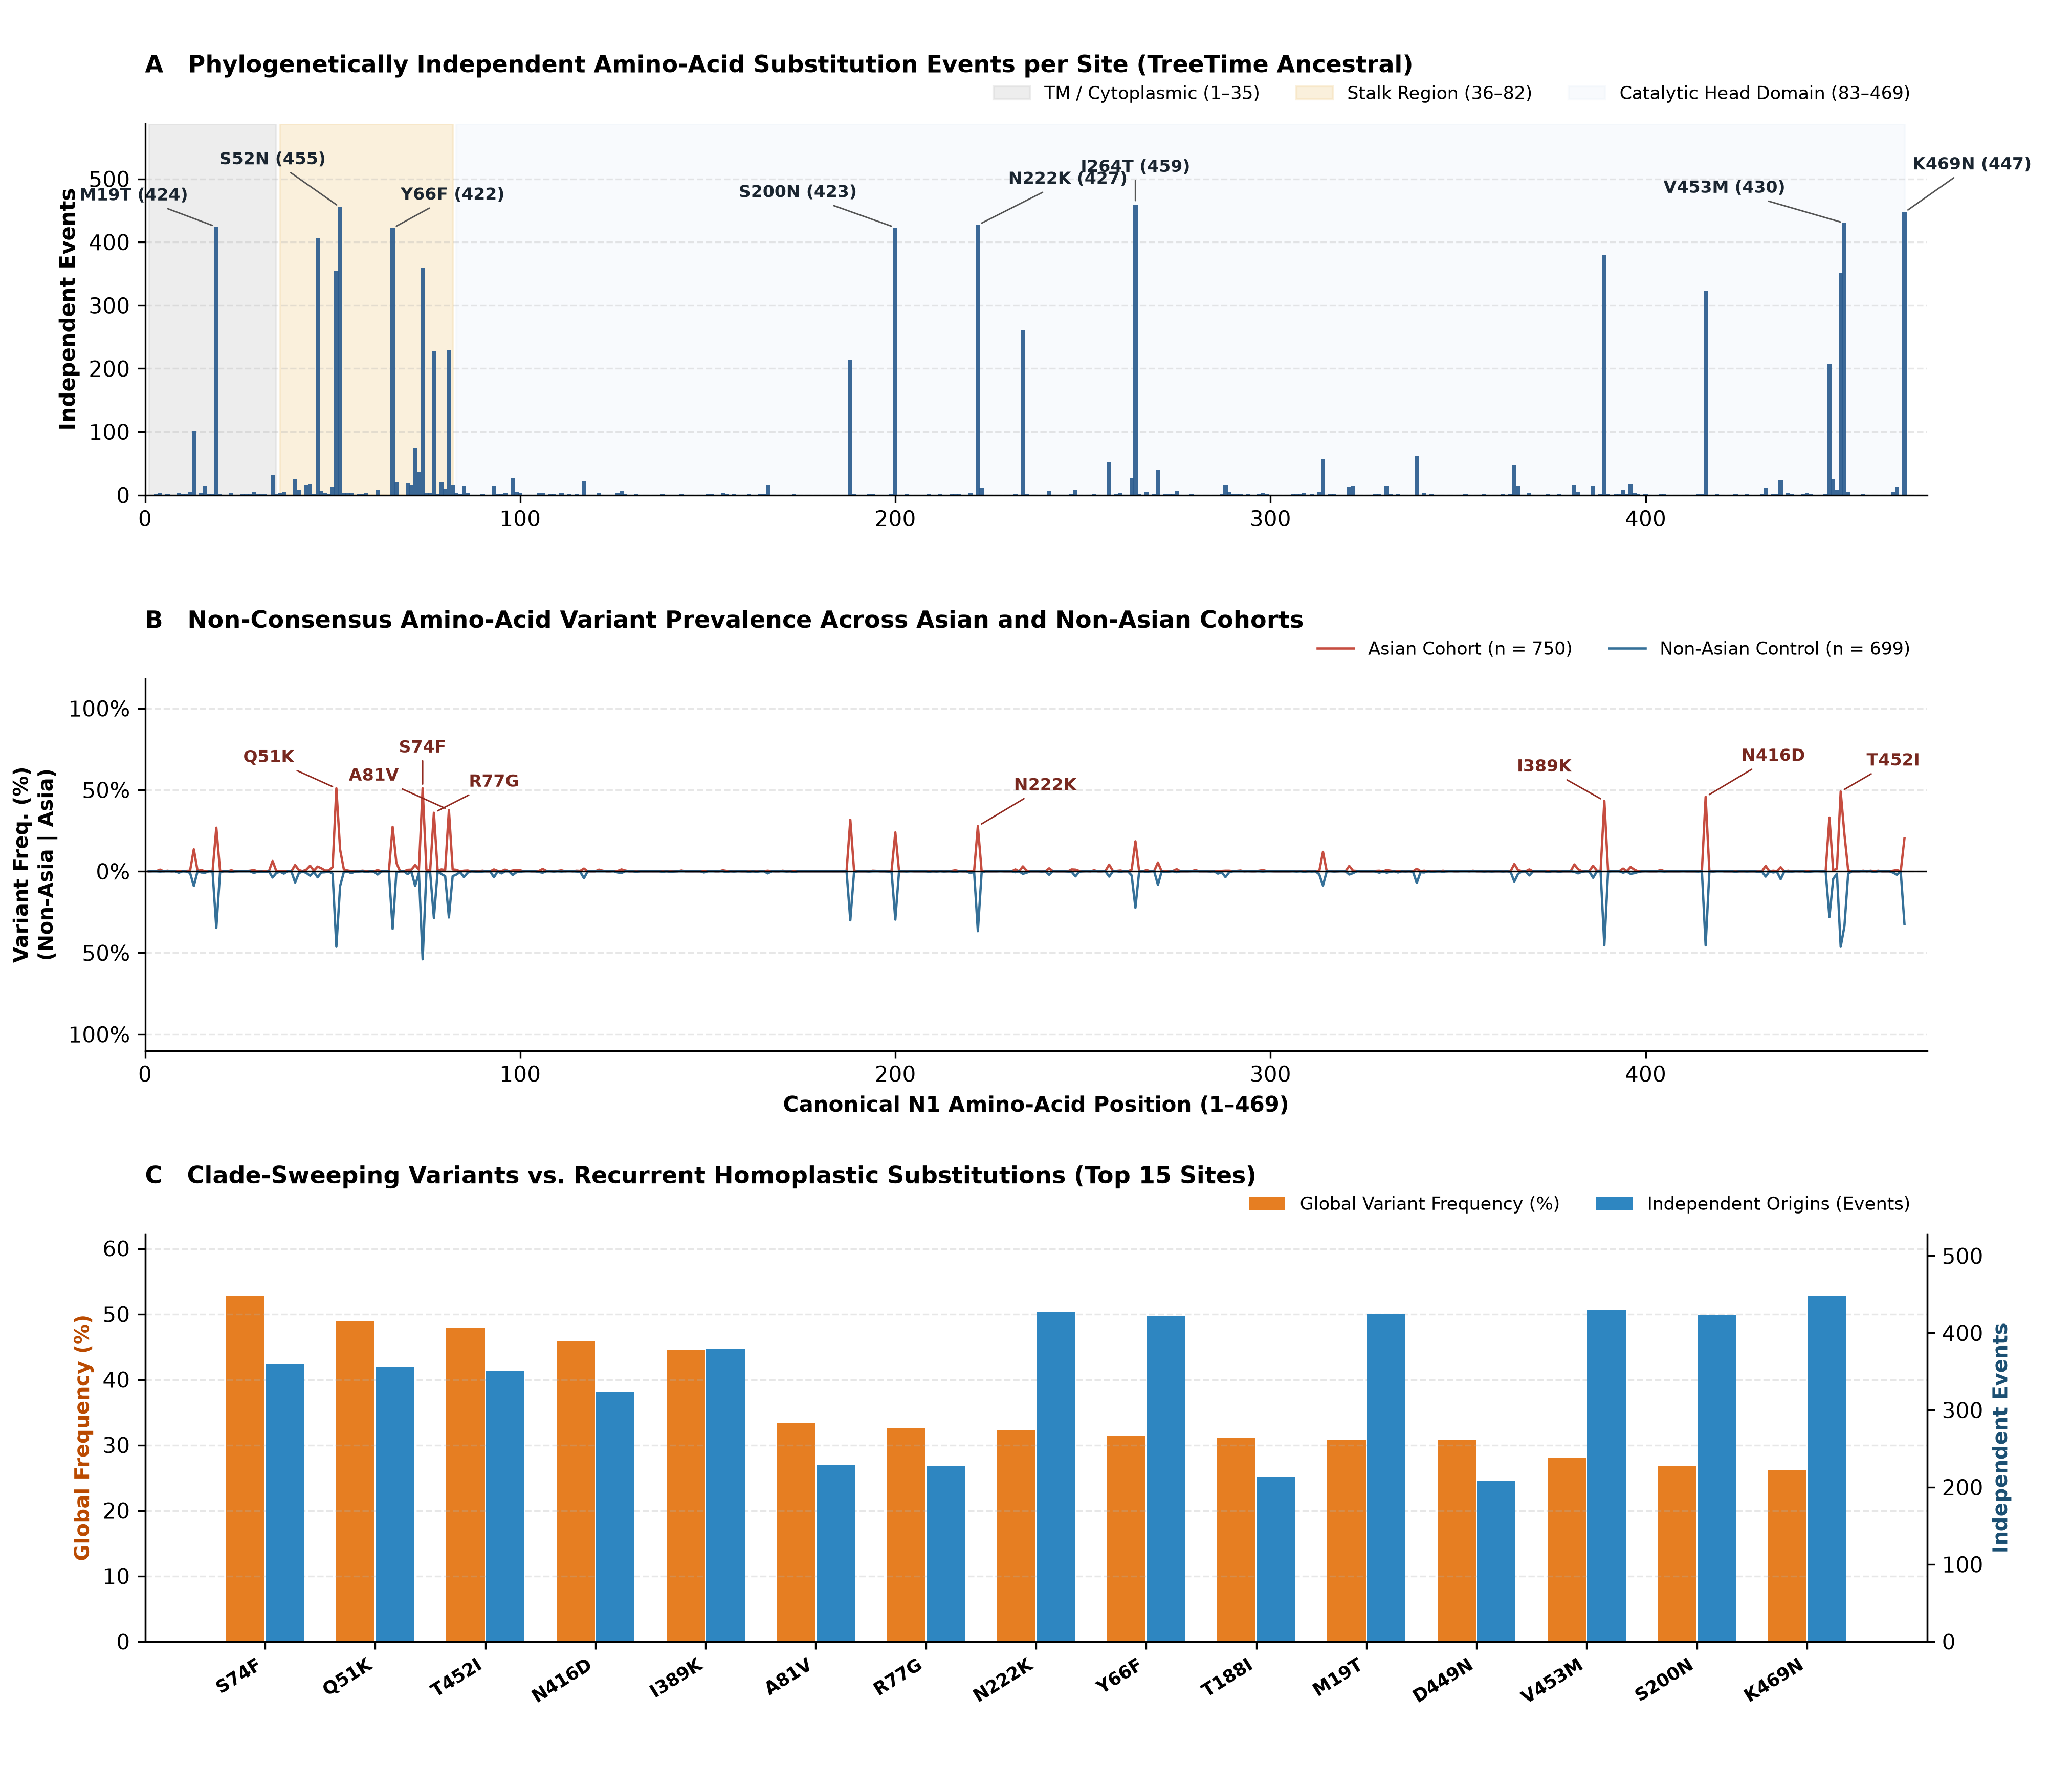 A Phylogenetically Independent Amino-Acid Substitution Events per Site (TreeTime Ancestral)
TM / Cytoplasmic (1–35)
Stalk Region (36–82)
Catalytic Head Domain (83–469)
S52N (455)
M19T (424)
Y66F (422)
S200N (423)
N222K (427)
I264T (459)
V453M (430)
K469N (447)
Independent Events
500
400
300
200
100
0
0 100 200 300 400
B Non-Consensus Amino-Acid Variant Prevalence Across Asian and Non-Asian Cohorts
Asian Cohort (n = 750)
Non-Asian Control (n = 699)
Variant Freq. (%)
(Non-Asia | Asia)
100%
50%
0%
50%
100%
Q51K
A81V
S74F
R77G
N222K
I389K
N416D
T452I
0 100 200 300 400
Canonical N1 Amino-Acid Position (1–469)
C Clade-Sweeping Variants vs. Recurrent Homoplastic Substitutions (Top 15 Sites)
Global Variant Frequency (%)
Independent Origins (Events)
Global Frequency (%)
60
50
40
30
20
10
0
500
400
300
200
100
0
Independent Events
S74F
Q51K
T452I
N416D
I389K
A81V
R77G
N222K
Y66F
T188I
M19T
D449N
V453M
S200N
K469N